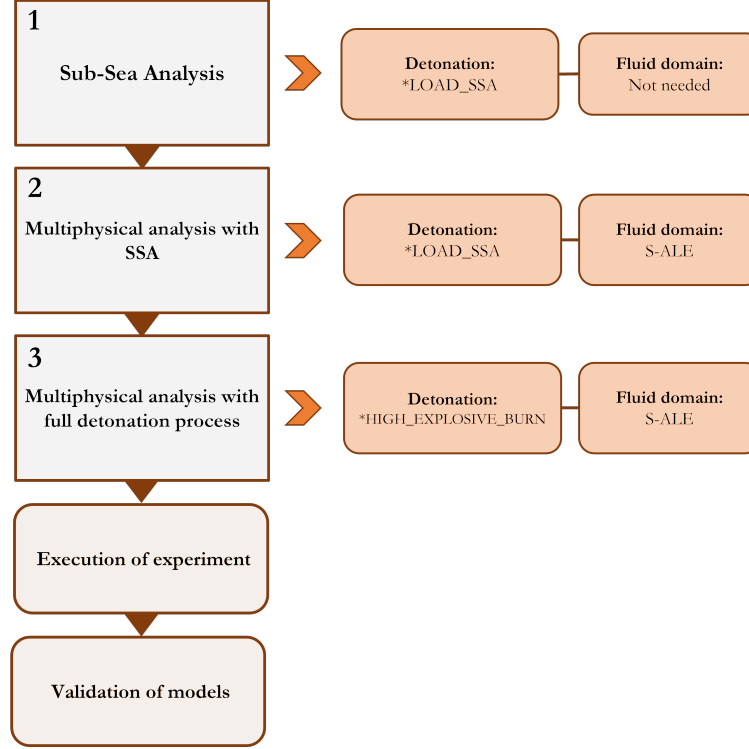 1
Sub-Sea Analysis
Detonation:
*LOAD_SSA
Fluid domain:
Not needed
2
Multiphysical analysis with
SSA
Detonation:
*LOAD_SSA
Fluid domain:
S-ALE
3
Multiphysical analysis with
full detonation process
Detonation:
*HIGH_EXPLOSIVE_BURN
Fluid domain:
S-ALE
Execution of experiment
Validation of models